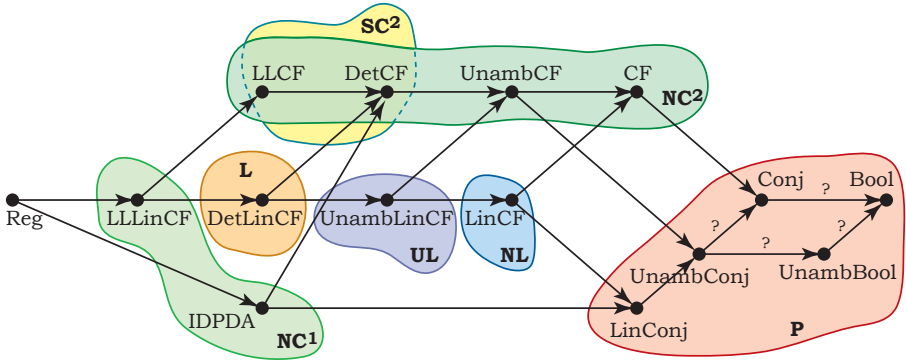 SC²
LLCF DetCF UnambCF CF
NC²
L Conj ? Bool
Reg LLLinCF DetLinCF UnambLinCF LinCF
? ?  ?
UL NL UnambConj UnambBool
IDPDA NC¹ LinConj P